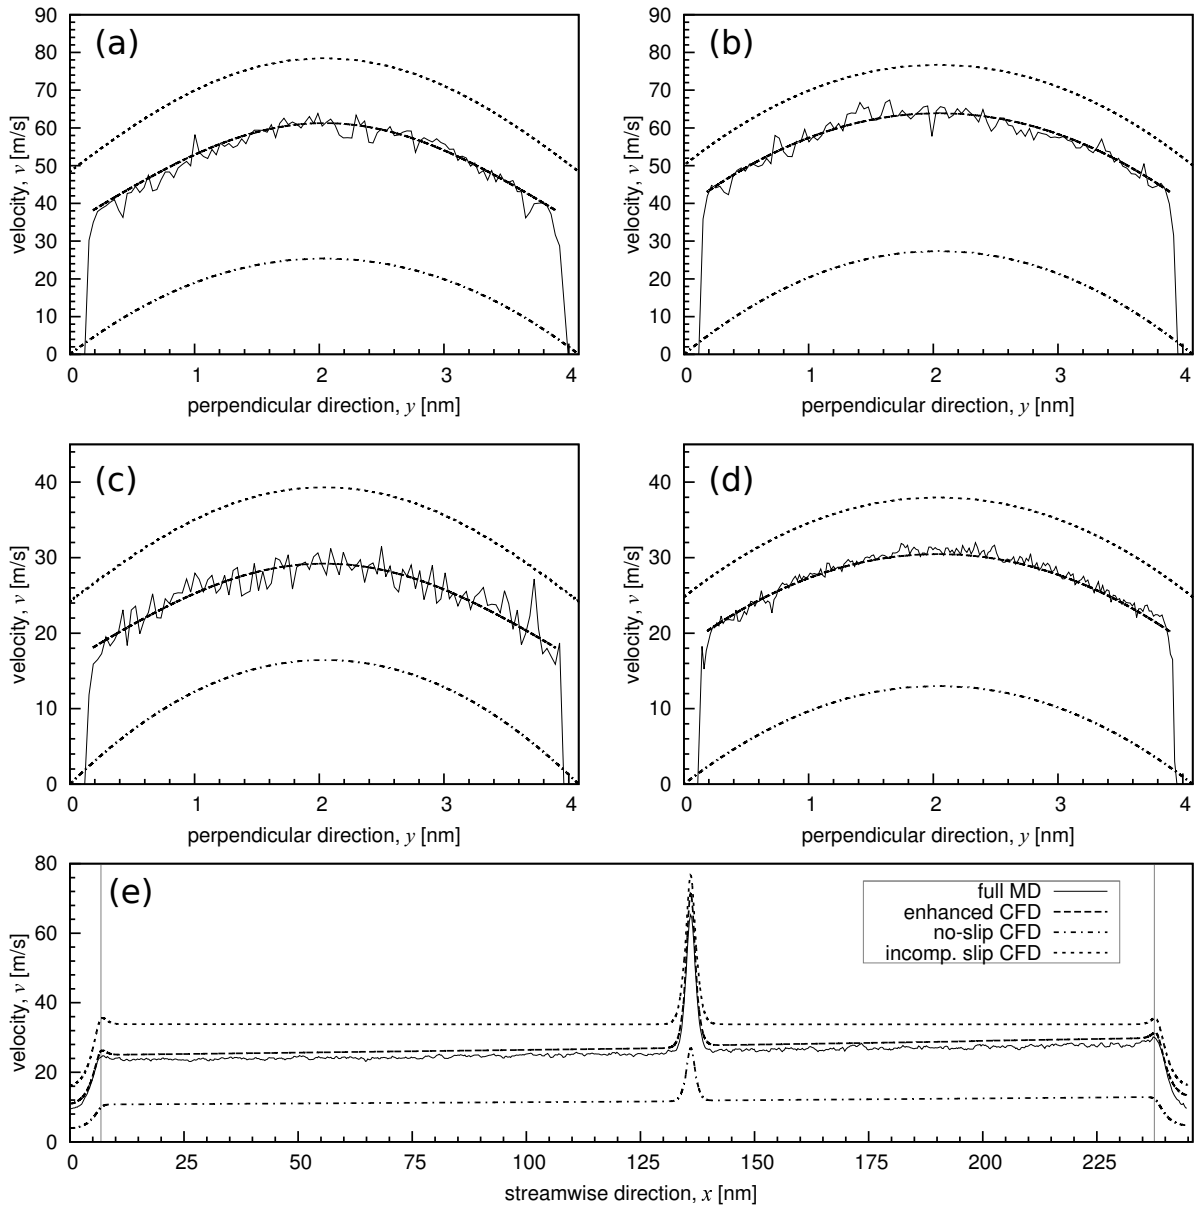 (a)
90
80
70
60
50
40
30
20
10
0
velocity, v [m/s]
0 1 2 3 4
perpendicular direction, y [nm]
(b)
90
80
70
60
50
40
30
20
10
0
velocity, v [m/s]
0 1 2 3 4
perpendicular direction, y [nm]
(c)
40
30
20
10
0
velocity, v [m/s]
0 1 2 3 4
perpendicular direction, y [nm]
(d)
40
30
20
10
0
velocity, v [m/s]
0 1 2 3 4
perpendicular direction, y [nm]
(e)
80
60
40
20
0
velocity, v [m/s]
full MD
enhanced CFD
no-slip CFD
incomp. slip CFD
0 25 50 75 100 125 150 175 200 225
streamwise direction, x [nm]